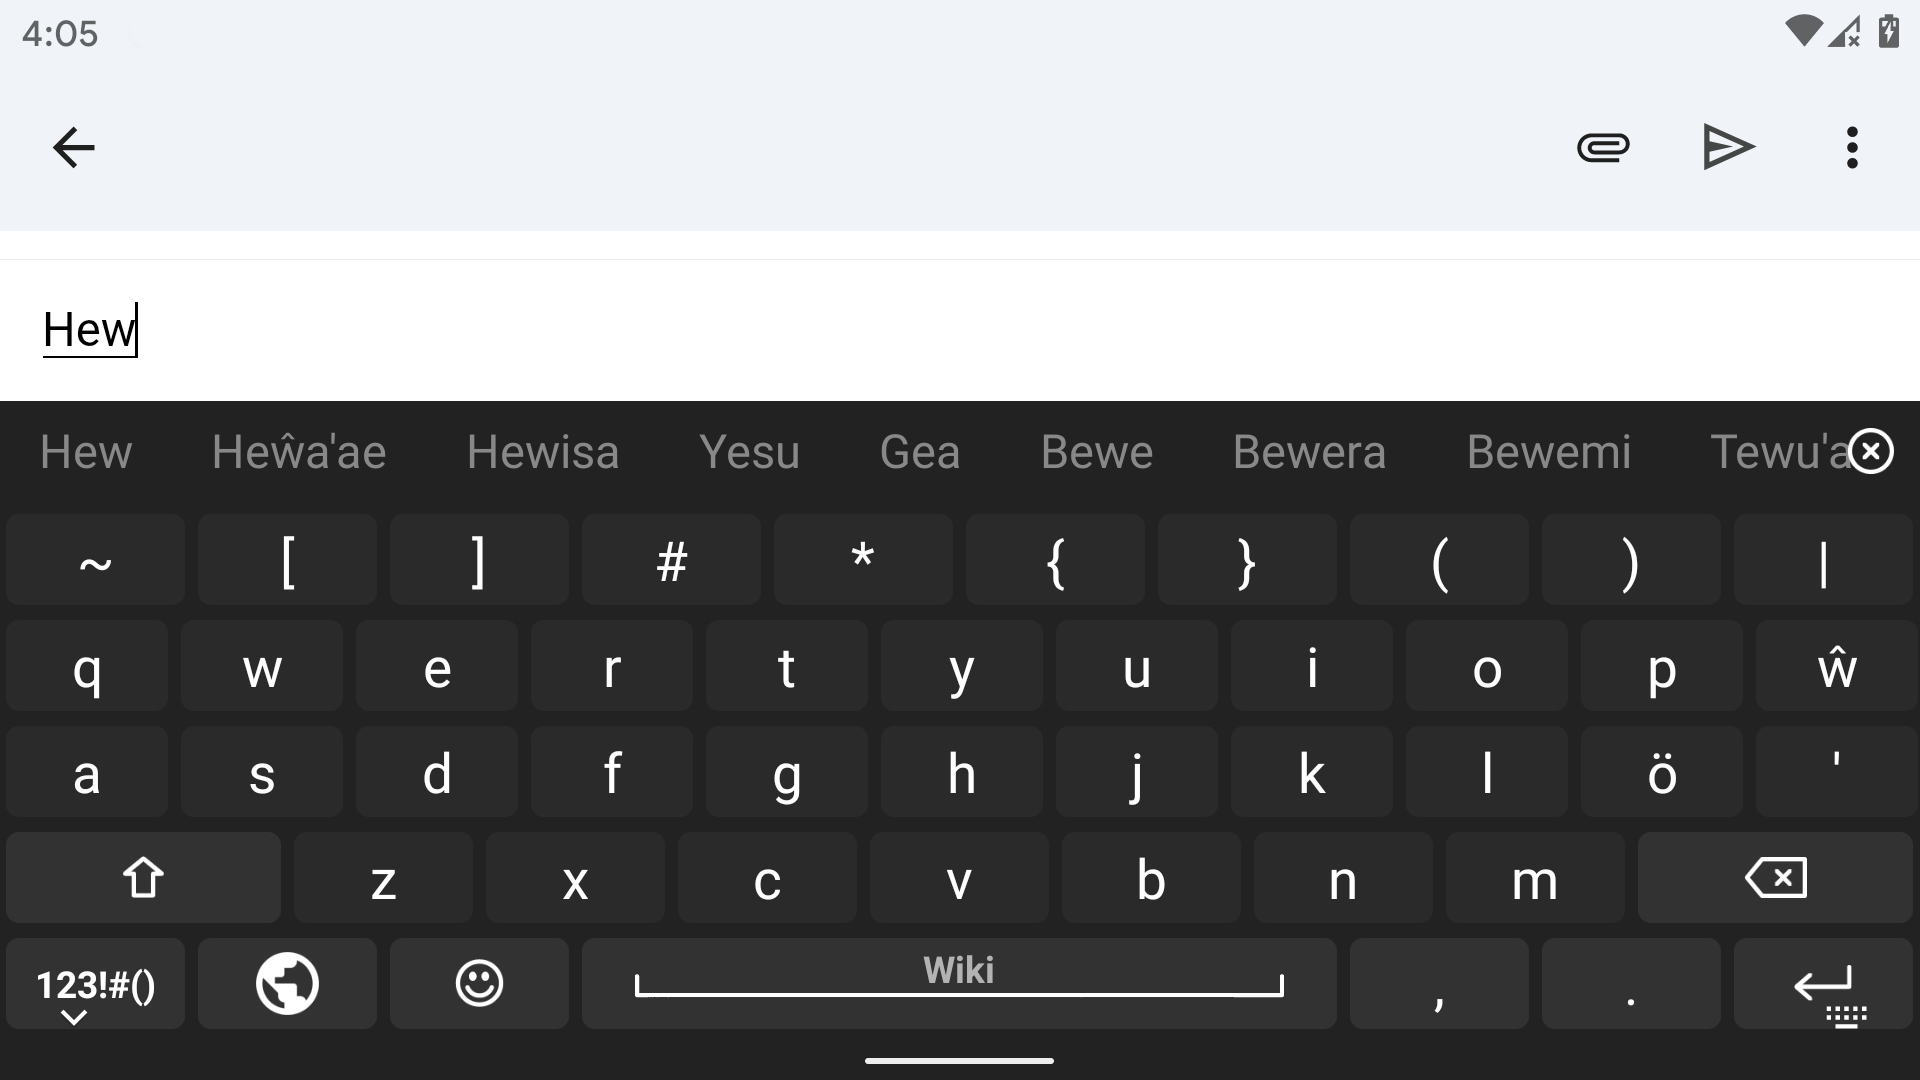 4:05
Hew
Hew Heŵa'ae Hewisa Yesu Gea Bewe Bewera Bewemi Tewu'a
~ [ ] # * { } ( ) |
q w e r t y u i o p ŵ
a s d f g h j k l ö '
z x c v b n m
123!#() Wiki , .